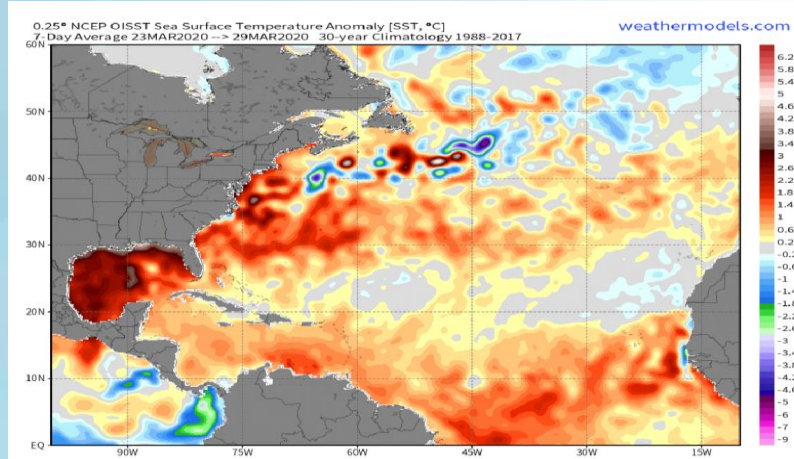 0.25° NCEP OISST Sea Surface Temperature Anomaly [SST, °C]
weathermodels.com
7-Day Average 23MAR2020 --> 29MAR2020 30-year Climatology 1988-2017
60N
50N
40N
30N
20N
10N
EQ
90W
75W
60W
45W
30W
15W
6.2
5.8
5.4
5
4.6
4.2
3.8
3.4
3
2.6
2.2
1.8
1.4
1
0.6
0.2
-0.2
-0.6
-1
-1.4
-1.8
-2.2
-2.6
-3
-3.4
-3.8
-4.2
-4.6
-5
-6
-7
-9